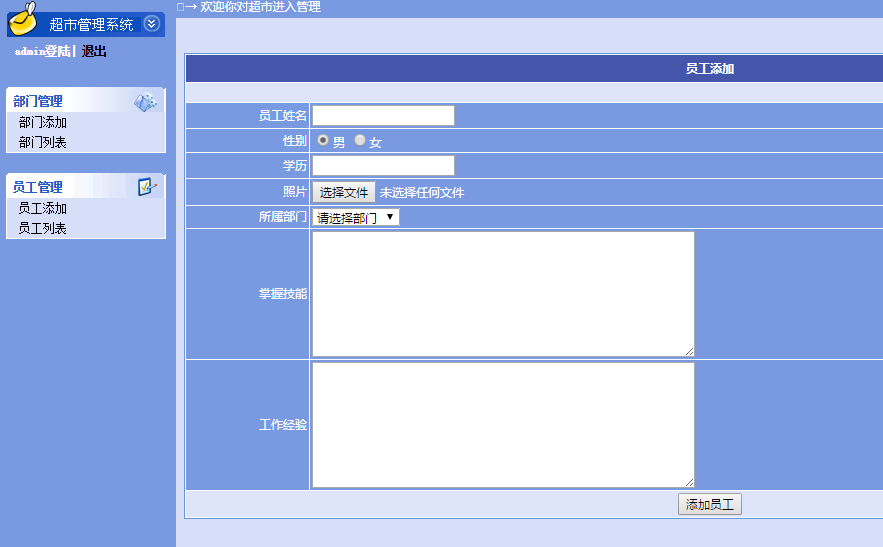 超市管理系统
admin登陆| 退出
部门管理
部门添加
部门列表
员工管理
员工添加
员工列表
□→ 欢迎你对超市进入管理
员工添加
员工姓名
性别 男 女
学历
照片 选择文件 未选择任何文件
所属部门 请选择部门
掌握技能
工作经验
添加员工